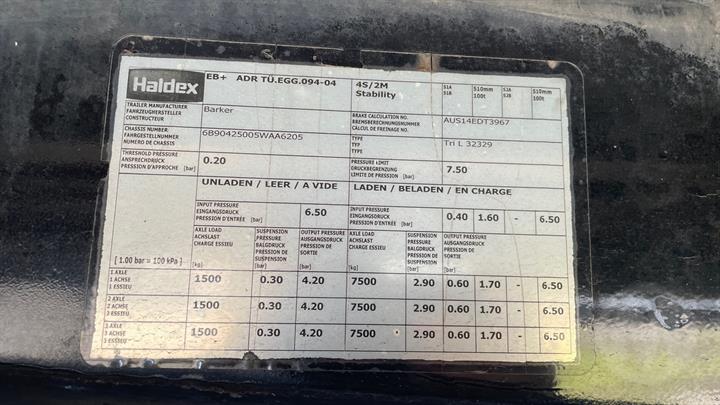 Haldex
EB+ ADR TÜ.EGG.094-04
4S/2M
Stability
S1A
S1B
510mm
100t
S2A
S2B
510mm
100t
TRAILER MANUFACTURER
FAHRZEUGHERSTELLER
CONSTRUCTEUR
Barker
BRAKE CALCULATION NO.
BREMSBERECHNUNGSNUMMER
CALCUL DE FREINAGE NO.
AUS14EDT3967
CHASSIS NUMBER:
FAHRGESTELLNUMMER
NUMERO DE CHASSIS
6B90425005WAA6205
TYPE
TYP
TYPE
Tri L 32329
THRESHOLD PRESSURE
ANSPRECHDRUCK
PRESSION D'APPROCHE [bar]
0.20
PRESSURE LIMIT
DRUCKBEGRENZUNG
LIMITE DE PRESSION [bar]
7.50
UNLADEN / LEER / A VIDE
LADEN / BELADEN / EN CHARGE
INPUT PRESSURE
EINGANGSDRUCK
PRESSION D'ENTRÉE [bar]
6.50
INPUT PRESSURE
EINGANGSDRUCK
PRESSION D'ENTRÉE [bar]
0.40 1.60 - 6.50
[ 1.00 bar = 100 kPa ]
AXLE LOAD
ACHSLAST
CHARGE ESSIEU
[kg]
SUSPENSION
PRESSURE
BALGDRUCK
PRESSION DE
SUSPENSION
[bar]
OUTPUT PRESSURE
AUSGANGSDRUCK
PRESSION DE
SORTIE
[bar]
AXLE LOAD
ACHSLAST
CHARGE ESSIEU
[kg]
SUSPENSION
PRESSURE
BALGDRUCK
PRESSION DE
SUSPENSION
[bar]
OUTPUT PRESSURE
AUSGANGSDRUCK
PRESSION DE
SORTIE
[bar]
1 AXLE
1 ACHSE
1 ESSIEU
1500 0.30 4.20 7500 2.90 0.60 1.70 - 6.50
2 AXLE
2 ACHSE
2 ESSIEU
1500 0.30 4.20 7500 2.90 0.60 1.70 - 6.50
3 AXLE
3 ACHSE
3 ESSIEU
1500 0.30 4.20 7500 2.90 0.60 1.70 - 6.50